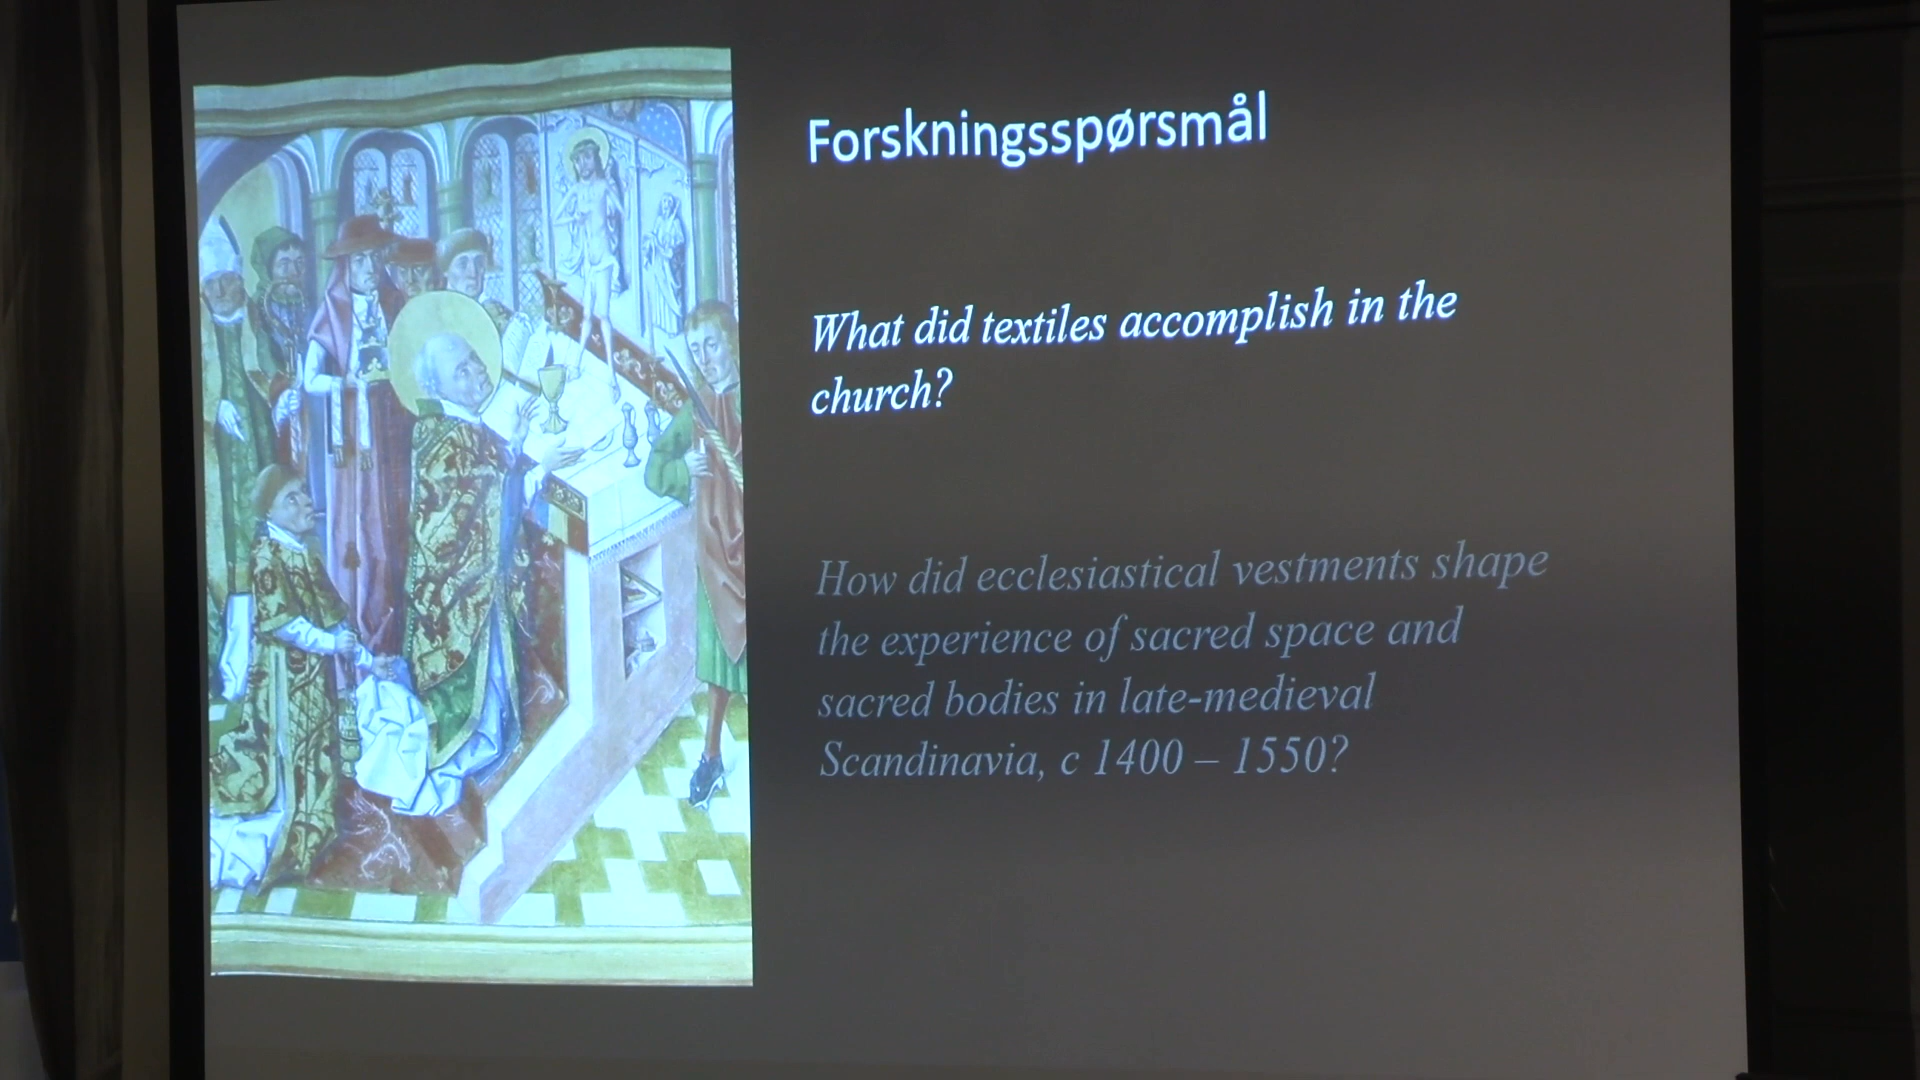 Forskningsspørsmål
What did textiles accomplish in the
church?
How did ecclesiastical vestments shape
the experience of sacred space and
sacred bodies in late-medieval
Scandinavia, c 1400 – 1550?